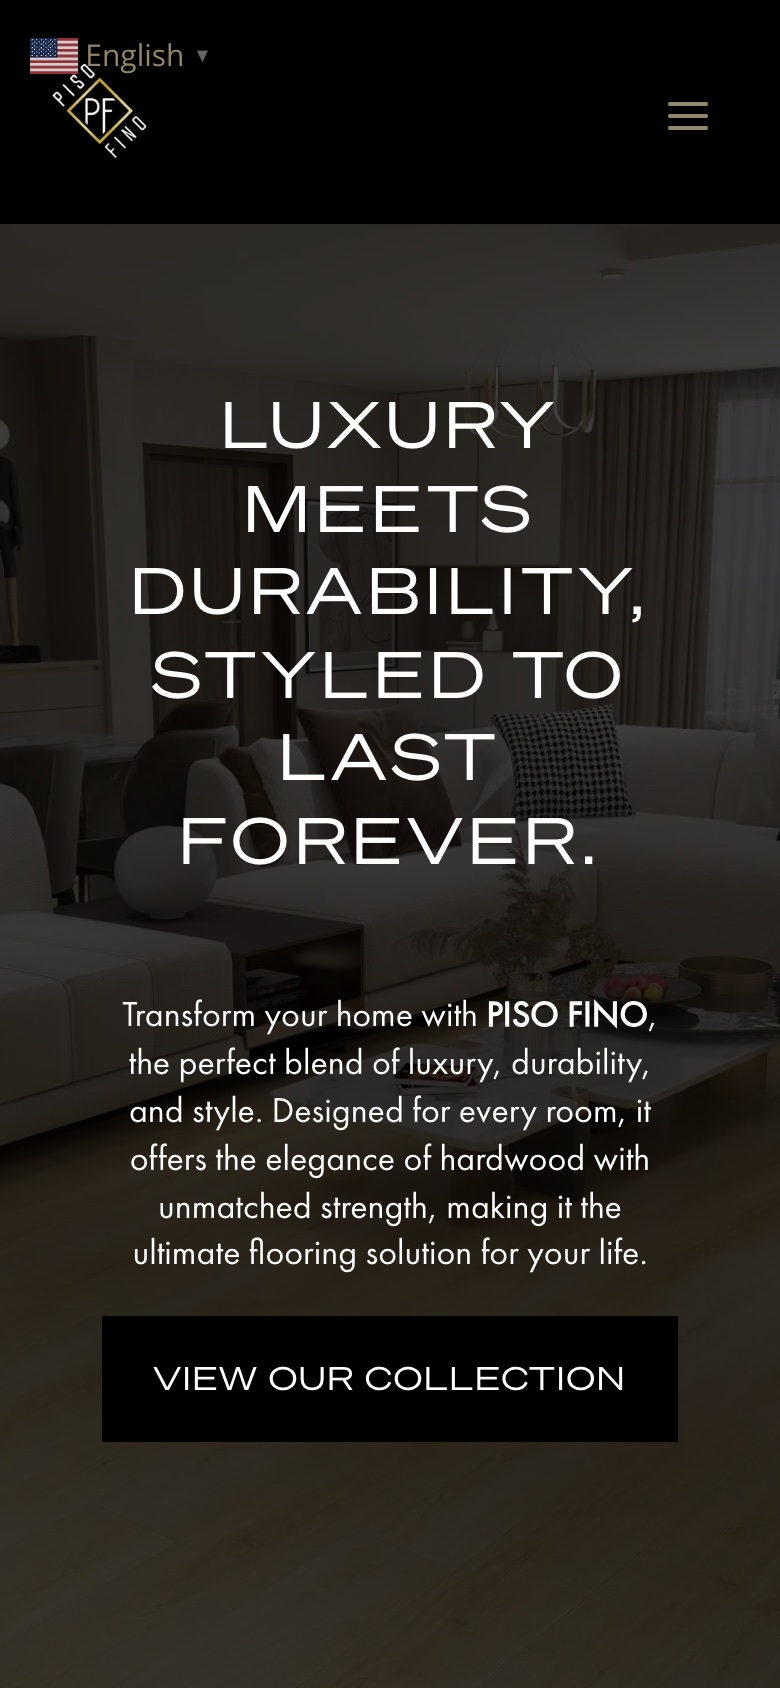 English ▼
PISO
PF
FINO
LUXURY
MEETS
DURABILITY,
STYLED TO
LAST
FOREVER.
Transform your home with PISO FINO,
the perfect blend of luxury, durability,
and style. Designed for every room, it
offers the elegance of hardwood with
unmatched strength, making it the
ultimate flooring solution for your life.
VIEW OUR COLLECTION